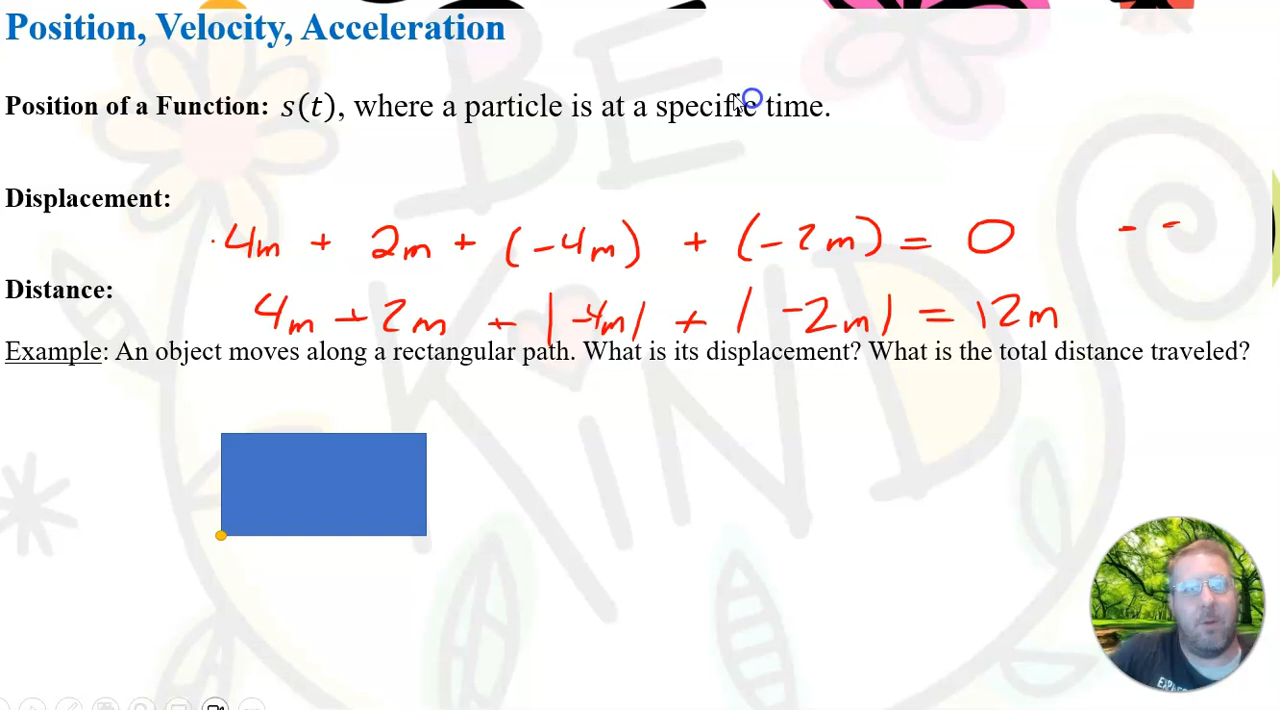 BE KiND
Position, Velocity, Acceleration
Position of a Function: s(t), where a particle is at a specific time.
Displacement:
4m + 2m + (-4m) + (-2m) = 0 - -
Distance:
4m + 2m + |-4m| + |-2m| = 12m
Example: An object moves along a rectangular path. What is its displacement? What is the total distance traveled?